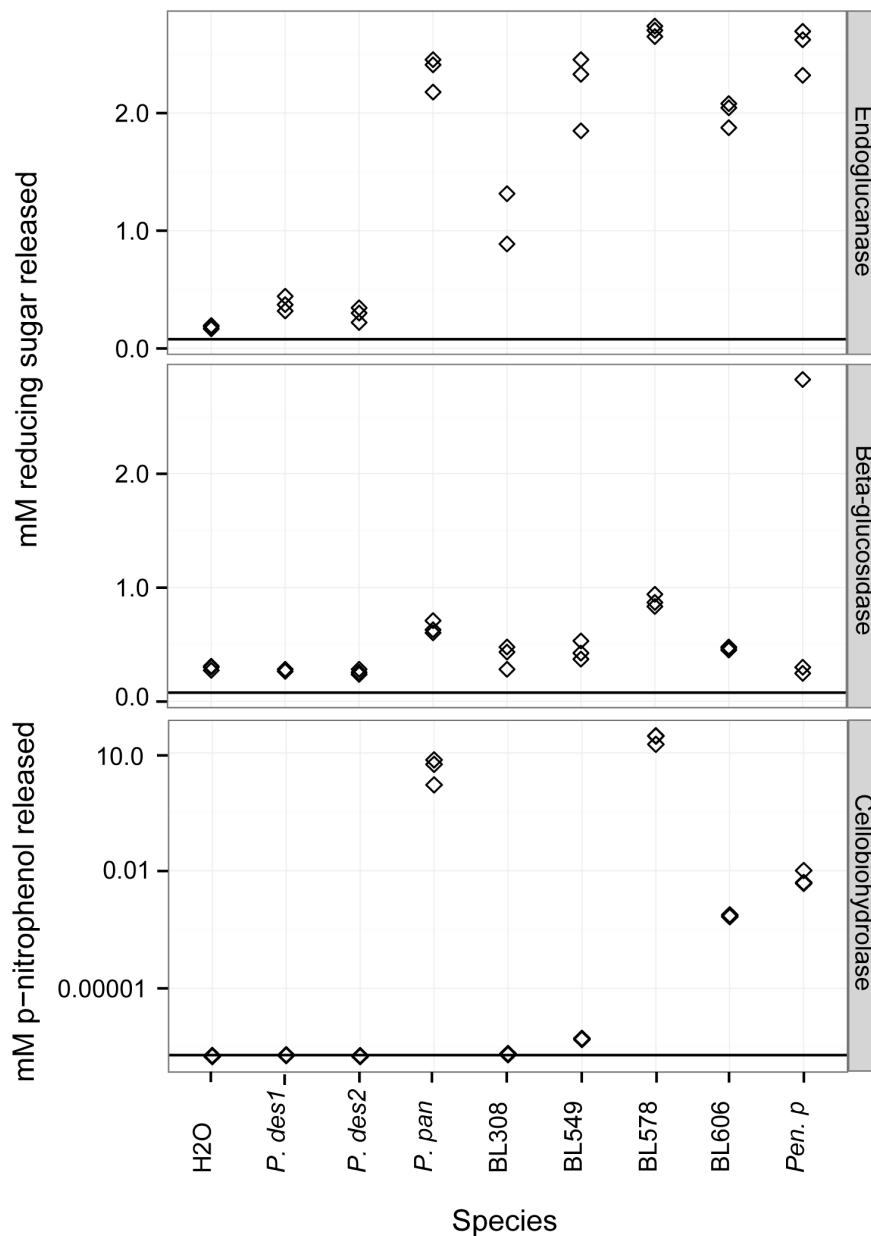 mM reducing sugar released
2.0
1.0
0.0
Endoglucanase
2.0
1.0
0.0
Beta-glucosidase
mM p−nitrophenol released
10.0
0.01
0.00001
Cellobiohydrolase
H2O
P. des1
P. des2
P. pan
BL308
BL549
BL578
BL606
Pen. p
Species